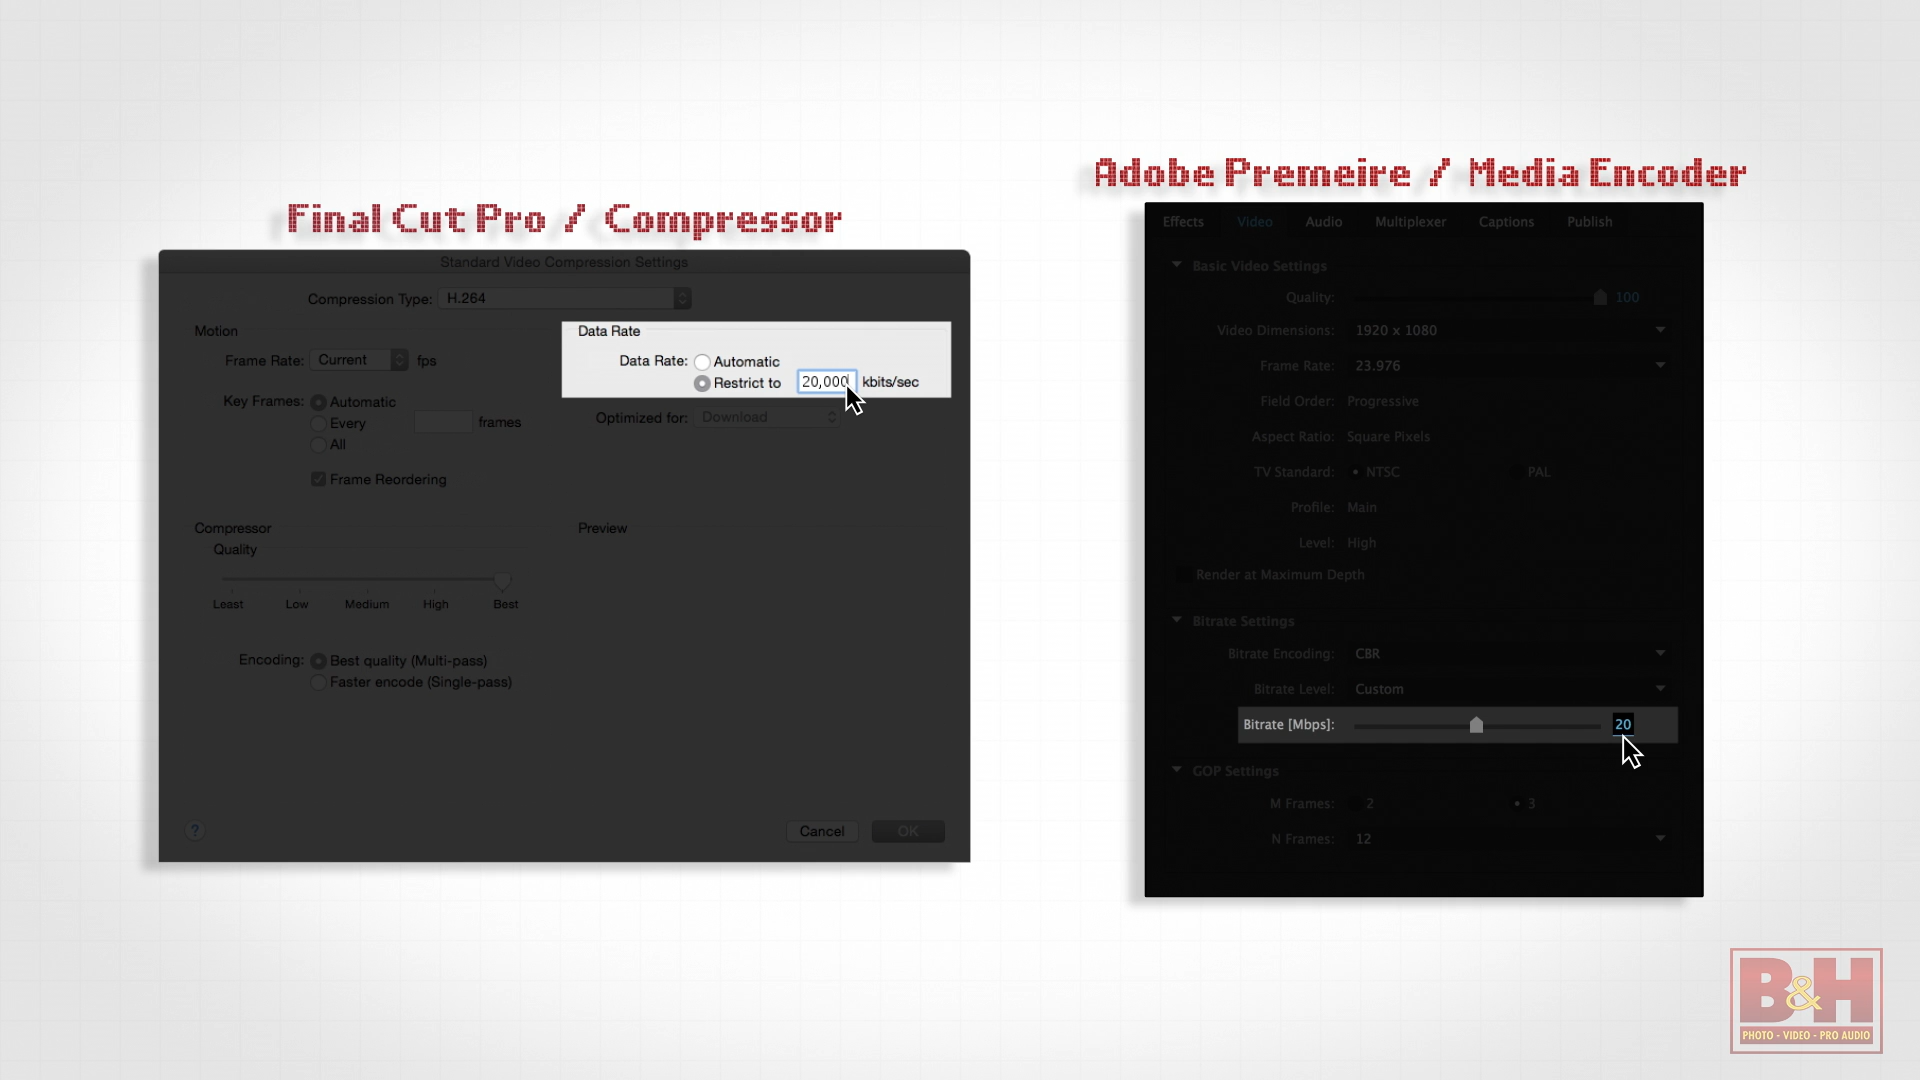 Final Cut Pro / Compressor
Standard Video Compression Settings
Compression Type: H.264
Motion
Frame Rate: Current fps
Key Frames: Automatic
Every frames
All
Frame Reordering
Data Rate
Data Rate: Automatic
Restrict to 20,000 kbits/sec
Optimized for: Download
Compressor
Quality
Least Low Medium High Best
Preview
Encoding: Best quality (Multi-pass)
Faster encode (Single-pass)
? Cancel OK
Adobe Premeire / Media Encoder
Effects Video Audio Multiplexer Captions Publish
Basic Video Settings
Quality: 100
Video Dimensions: 1920 x 1080
Frame Rate: 23.976
Field Order: Progressive
Aspect Ratio: Square Pixels
TV Standard: NTSC PAL
Profile: Main
Level: High
Render at Maximum Depth
Bitrate Settings
Bitrate Encoding: CBR
Bitrate Level: Custom
Bitrate [Mbps]: 20
GOP Settings
M Frames: 2 3
N Frames: 12
B&H
PHOTO - VIDEO - PRO AUDIO